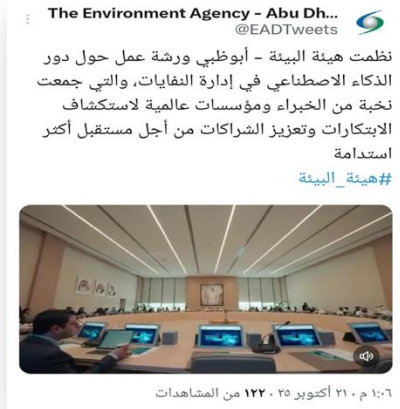 The Environment Agency - Abu Dh...
@EADTweets
نظمت هيئة البيئة – أبوظبي ورشة عمل حول دور
الذكاء الاصطناعي في إدارة النفايات، والتي جمعت
نخبة من الخبراء ومؤسسات عالمية لاستكشاف
الابتكارات وتعزيز الشراكات من أجل مستقبل أكثر
استدامة
#هيئة_البيئة
١:٠٦ م · ٢١ أكتوبر ٢٥ · ١٢٢ من المشاهدات